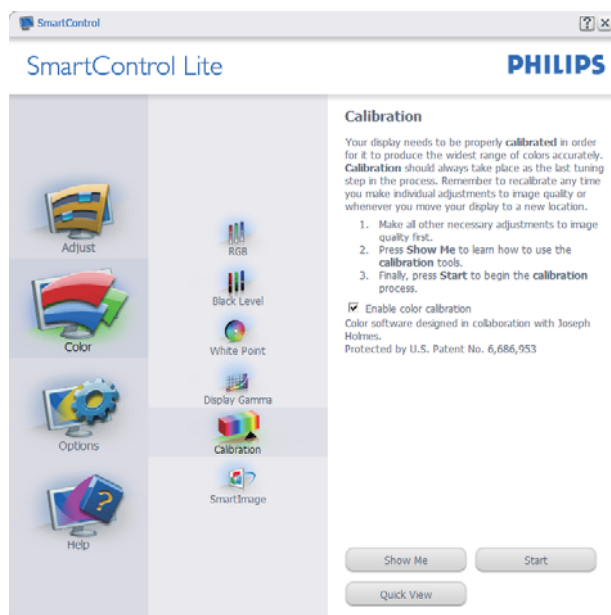 SmartControl
SmartControl Lite
PHILIPS
Adjust
Color
Options
Help
RGB
Black Level
White Point
Display Gamma
Calibration
SmartImage
Calibration
Your display needs to be properly calibrated in order
for it to produce the widest range of colors accurately.
Calibration should always take place as the last tuning
step in the process. Remember to recalibrate any time
you make individual adjustments to image quality or
whenever you move your display to a new location.
1. Make all other necessary adjustments to image
quality first.
2. Press Show Me to learn how to use the
calibration tools.
3. Finally, press Start to begin the calibration
process.
Enable color calibration
Color software designed in collaboration with Joseph
Holmes.
Protected by U.S. Patent No. 6,686,953
Show Me
Start
Quick View